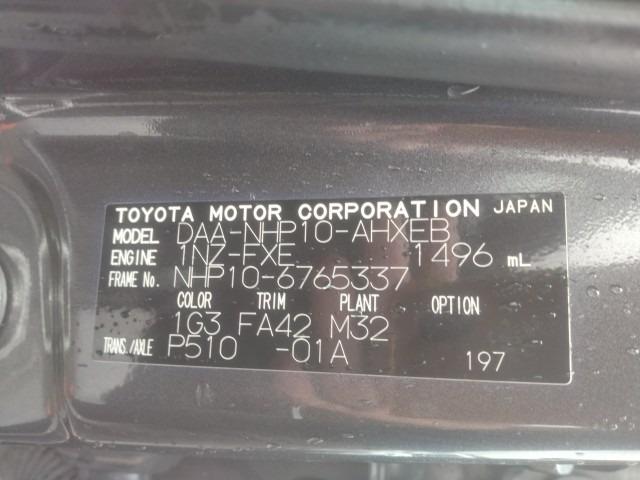 TOYOTA MOTOR CORPORATION JAPAN
MODEL DAA-NHP10-AHXEB
ENGINE 1NZ-FXE 1496 mL
FRAME No. NHP10-6765337
COLOR TRIM PLANT OPTION
1G3 FA42 M32
TRANS./AXLE P510 -01A 197